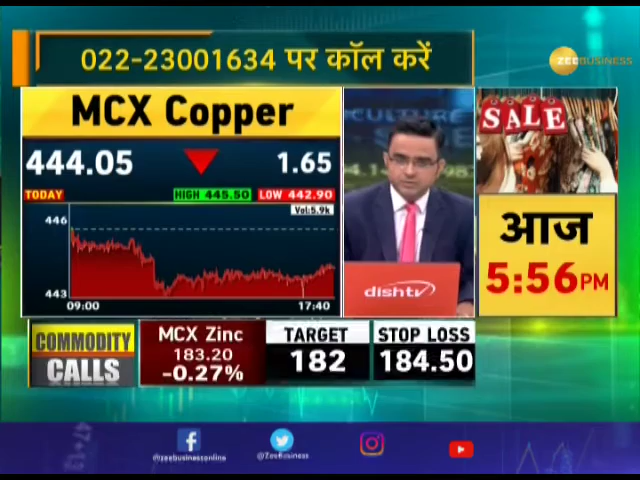 022-23001634 पर कॉल करें
ZEEBUSINESS
MCX Copper
444.05 1.65
TODAY HIGH 445.50 LOW 442.90
Vol:5.9k
446
443
09:00 17:40
CULTURE
dishtv
SALE
आज
5:56PM
COMMODITY
CALLS
MCX Zinc
183.20
-0.27%
TARGET
182
STOP LOSS
184.50
@zeebusinessonline
@ZeeBusiness